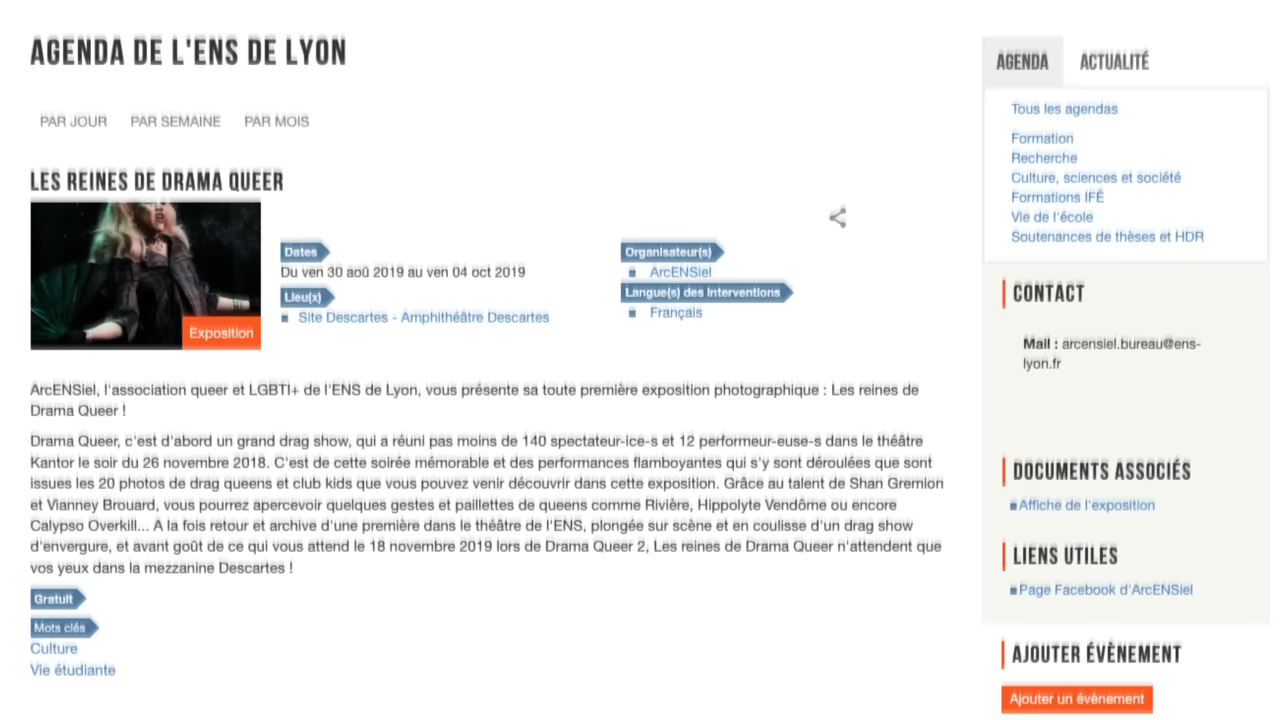 AGENDA DE L'ENS DE LYON
PAR JOUR PAR SEMAINE PAR MOIS
LES REINES DE DRAMA QUEER
Exposition
Dates
Du ven 30 aoû 2019 au ven 04 oct 2019
Lieu(x)
Site Descartes - Amphithéâtre Descartes
Organisateur(s)
ArcENSiel
Langue(s) des interventions
Français
ArcENSiel, l'association queer et LGBTI+ de l'ENS de Lyon, vous présente sa toute première exposition photographique : Les reines de
Drama Queer !
Drama Queer, c'est d'abord un grand drag show, qui a réuni pas moins de 140 spectateur-ice-s et 12 performeur-euse-s dans le théâtre
Kantor le soir du 26 novembre 2018. C'est de cette soirée mémorable et des performances flamboyantes qui s'y sont déroulées que sont
issues les 20 photos de drag queens et club kids que vous pouvez venir découvrir dans cette exposition. Grâce au talent de Shan Gremion
et Vianney Brouard, vous pourrez apercevoir quelques gestes et paillettes de queens comme Rivière, Hippolyte Vendôme ou encore
Calypso Overkill... A la fois retour et archive d'une première dans le théâtre de l'ENS, plongée sur scène et en coulisse d'un drag show
d'envergure, et avant goût de ce qui vous attend le 18 novembre 2019 lors de Drama Queer 2, Les reines de Drama Queer n'attendent que
vos yeux dans la mezzanine Descartes !
Gratuit
Mots clés
Culture
Vie étudiante
AGENDA ACTUALITÉ
Tous les agendas
Formation
Recherche
Culture, sciences et société
Formations IFÉ
Vie de l'école
Soutenances de thèses et HDR
CONTACT
Mail : arcensiel.bureau@ens-
lyon.fr
DOCUMENTS ASSOCIÉS
Affiche de l'exposition
LIENS UTILES
Page Facebook d'ArcENSiel
AJOUTER ÉVÈNEMENT
Ajouter un évènement